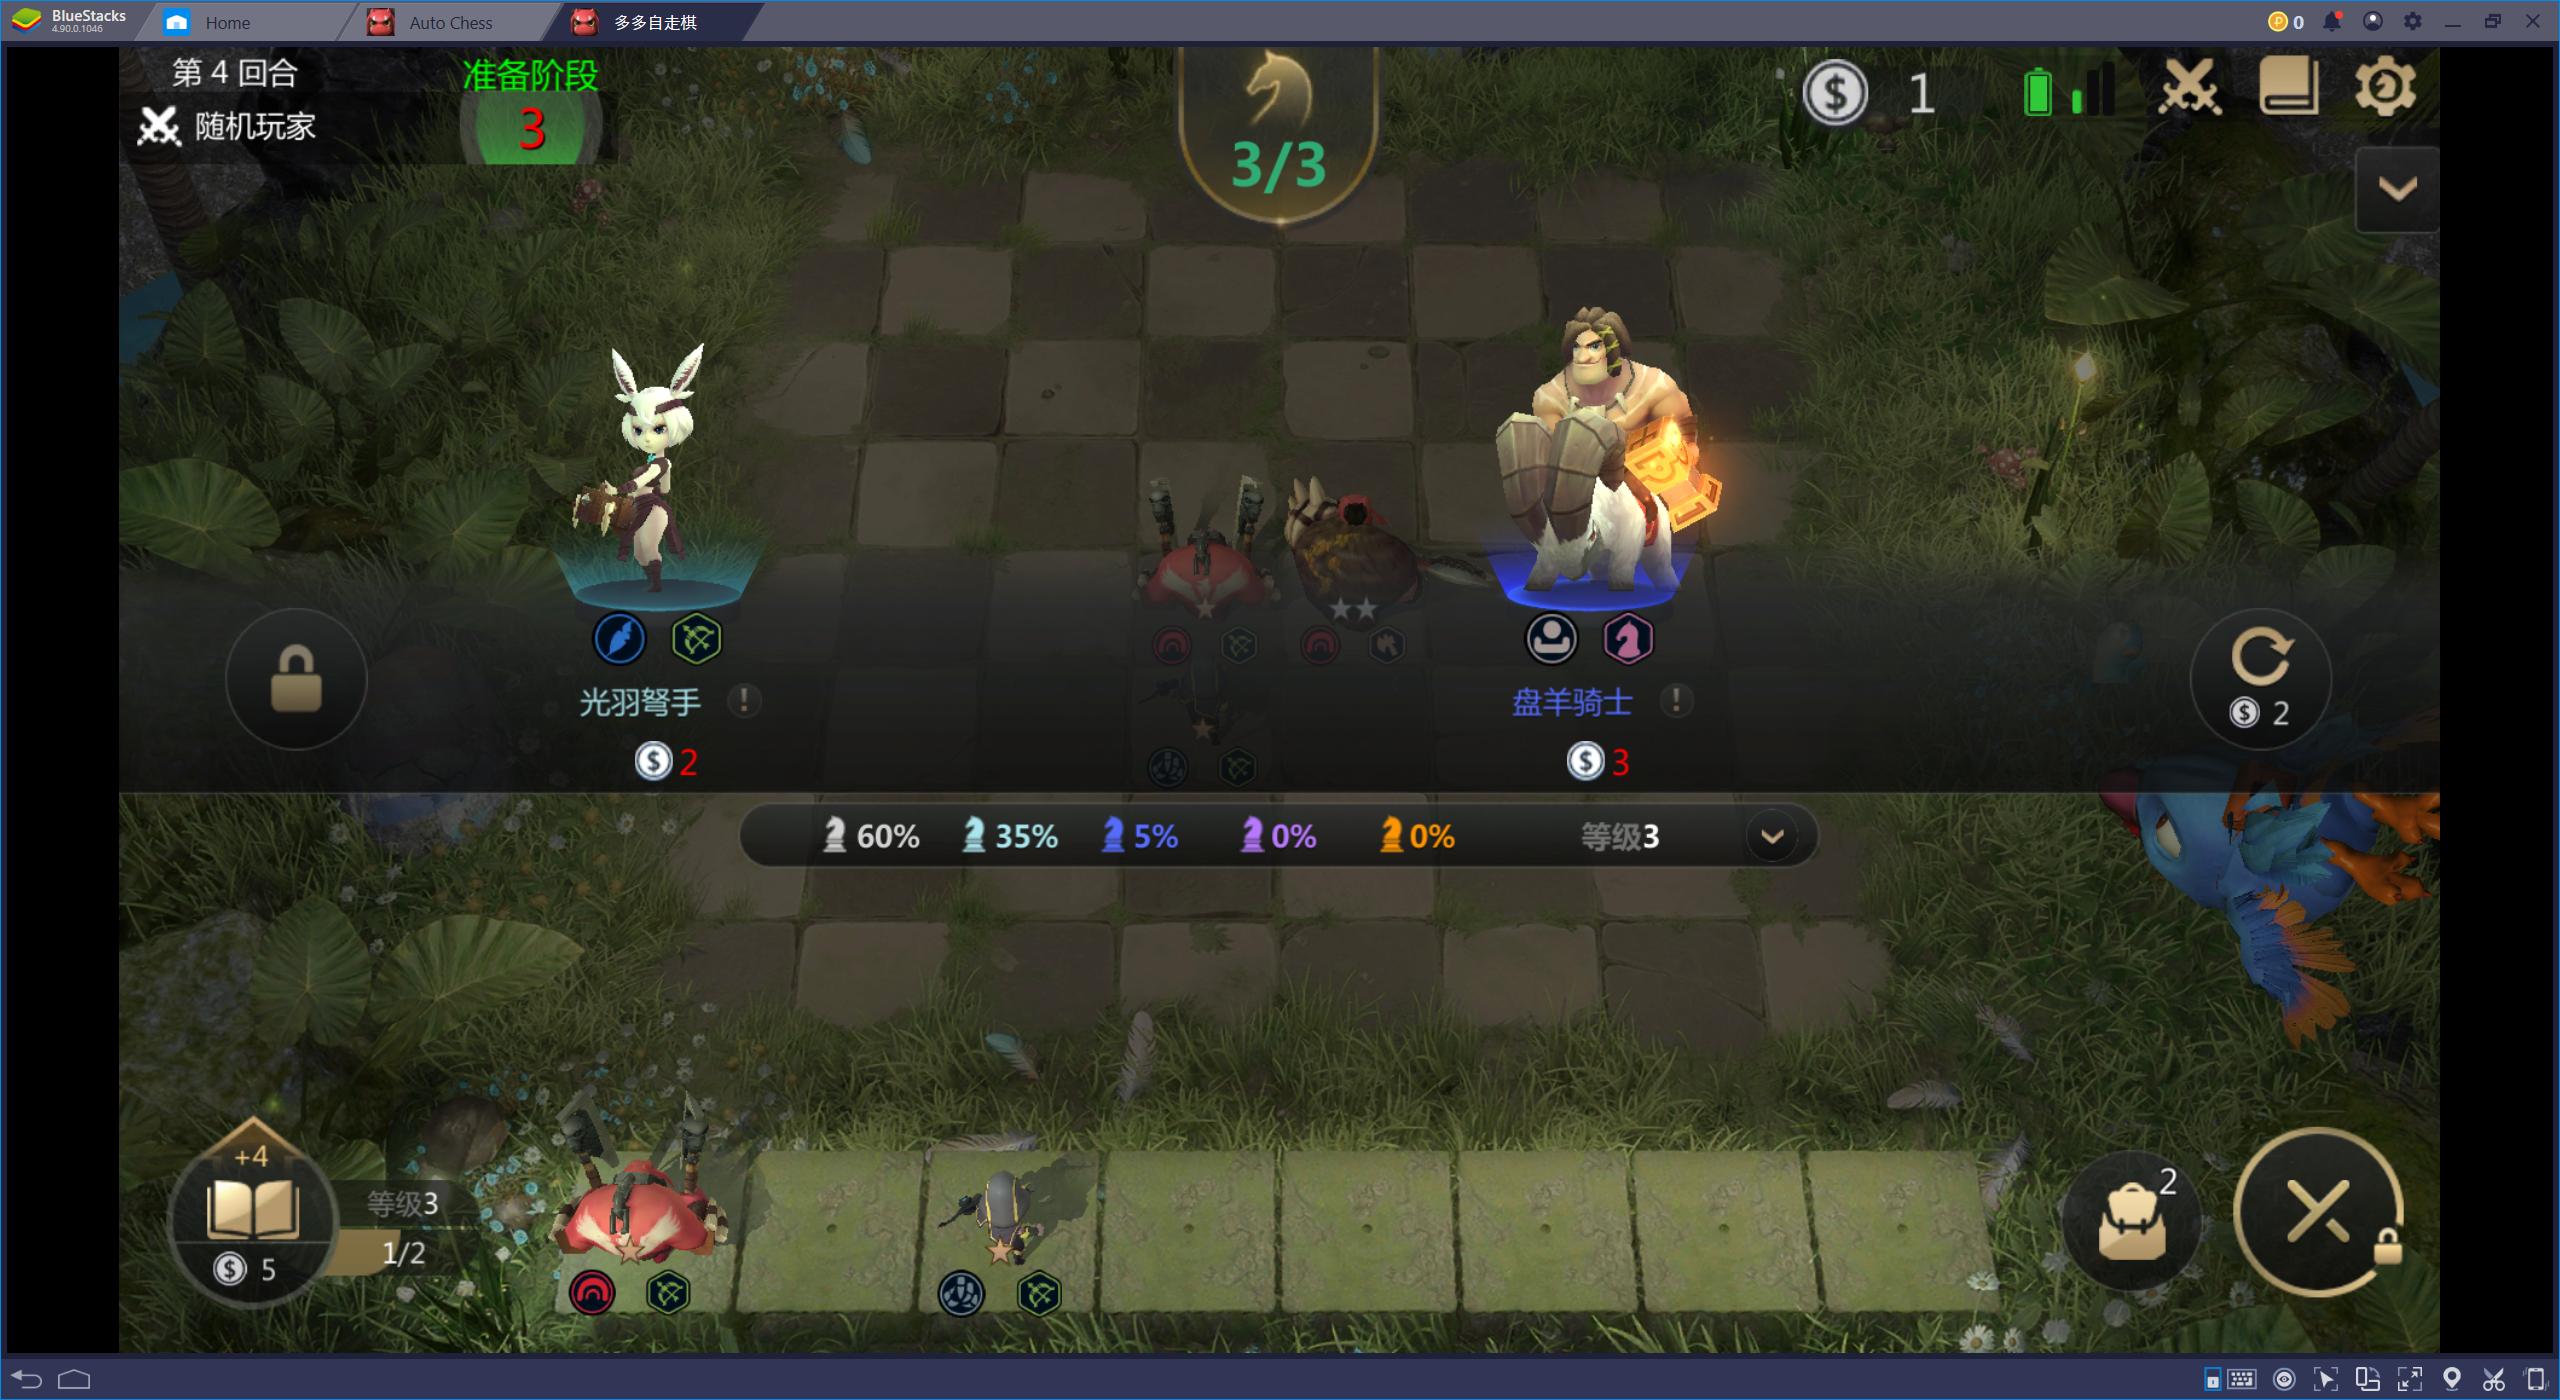 BlueStacks
4.90.0.1046
Home
Auto Chess
多多自走棋
0
第 4 回合
准备阶段
随机玩家
3
3/3
1
光羽弩手
2
盘羊骑士
3
2
60%
35%
5%
0%
0%
等级3
+4
等级3
1/2
5
2